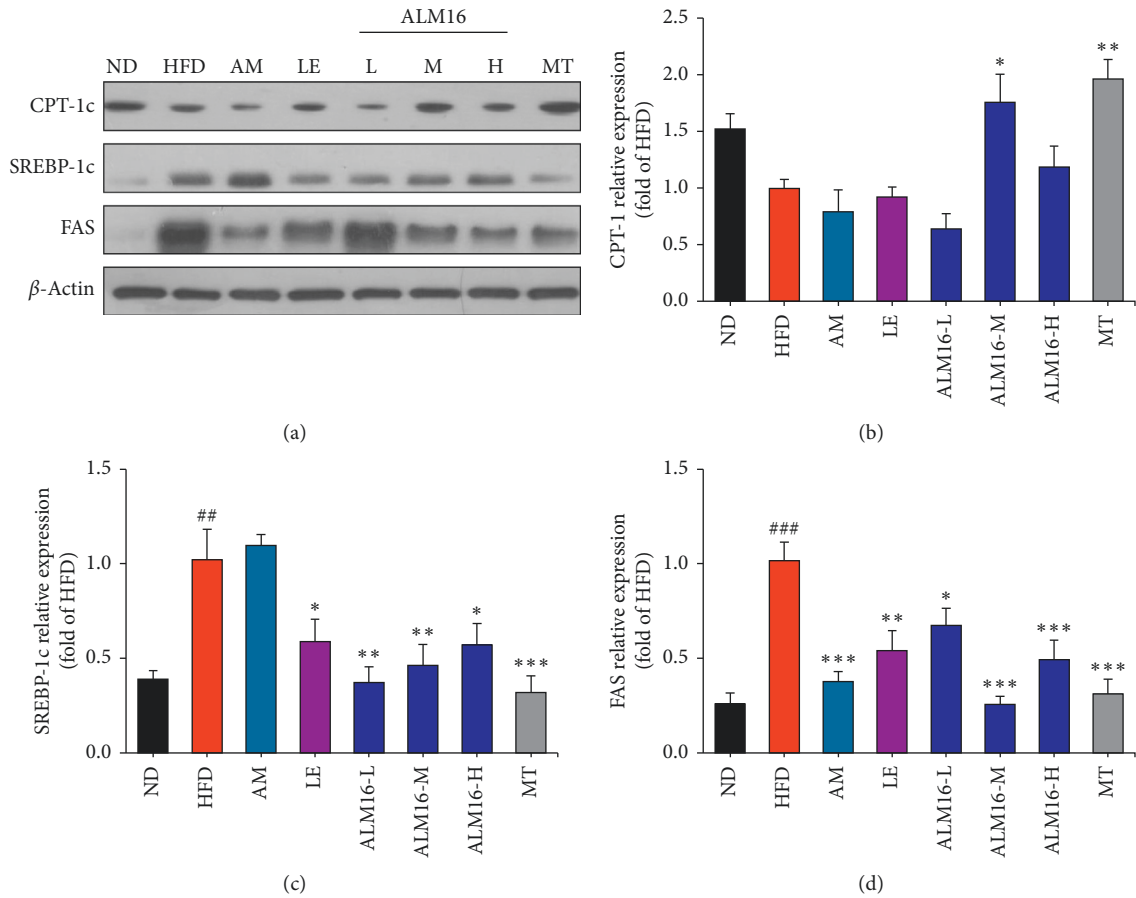 ALM16
ND HFD AM LE L M H MT
CPT-1c
SREBP-1c
FAS
β-Actin
(a)
CPT-1 relative expression
(fold of HFD)
2.5
2.0
1.5
1.0
0.5
0.0
* **
ND HFD AM LE ALM16-L ALM16-M ALM16-H MT
(b)
SREBP-1c relative expression
(fold of HFD)
1.5
1.0
0.5
0.0
## * ** ** * ***
ND HFD AM LE ALM16-L ALM16-M ALM16-H MT
(c)
FAS relative expression
(fold of HFD)
1.5
1.0
0.5
0.0
### *** ** * *** *** ***
ND HFD AM LE ALM16-L ALM16-M ALM16-H MT
(d)